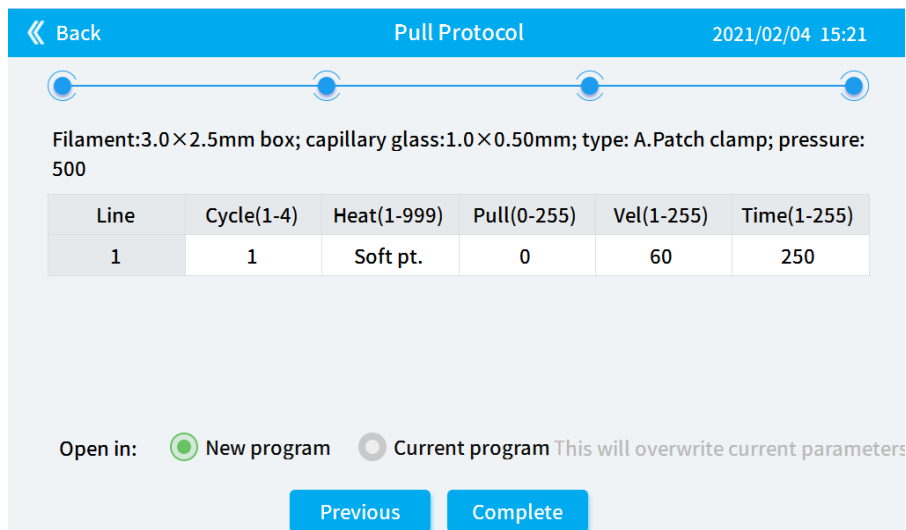 Back Pull Protocol 2021/02/04 15:21
Filament:3.0×2.5mm box; capillary glass:1.0×0.50mm; type: A.Patch clamp; pressure:
500
Line Cycle(1-4) Heat(1-999) Pull(0-255) Vel(1-255) Time(1-255)
1 1 Soft pt. 0 60 250
Open in: New program Current program This will overwrite current parameters
Previous Complete